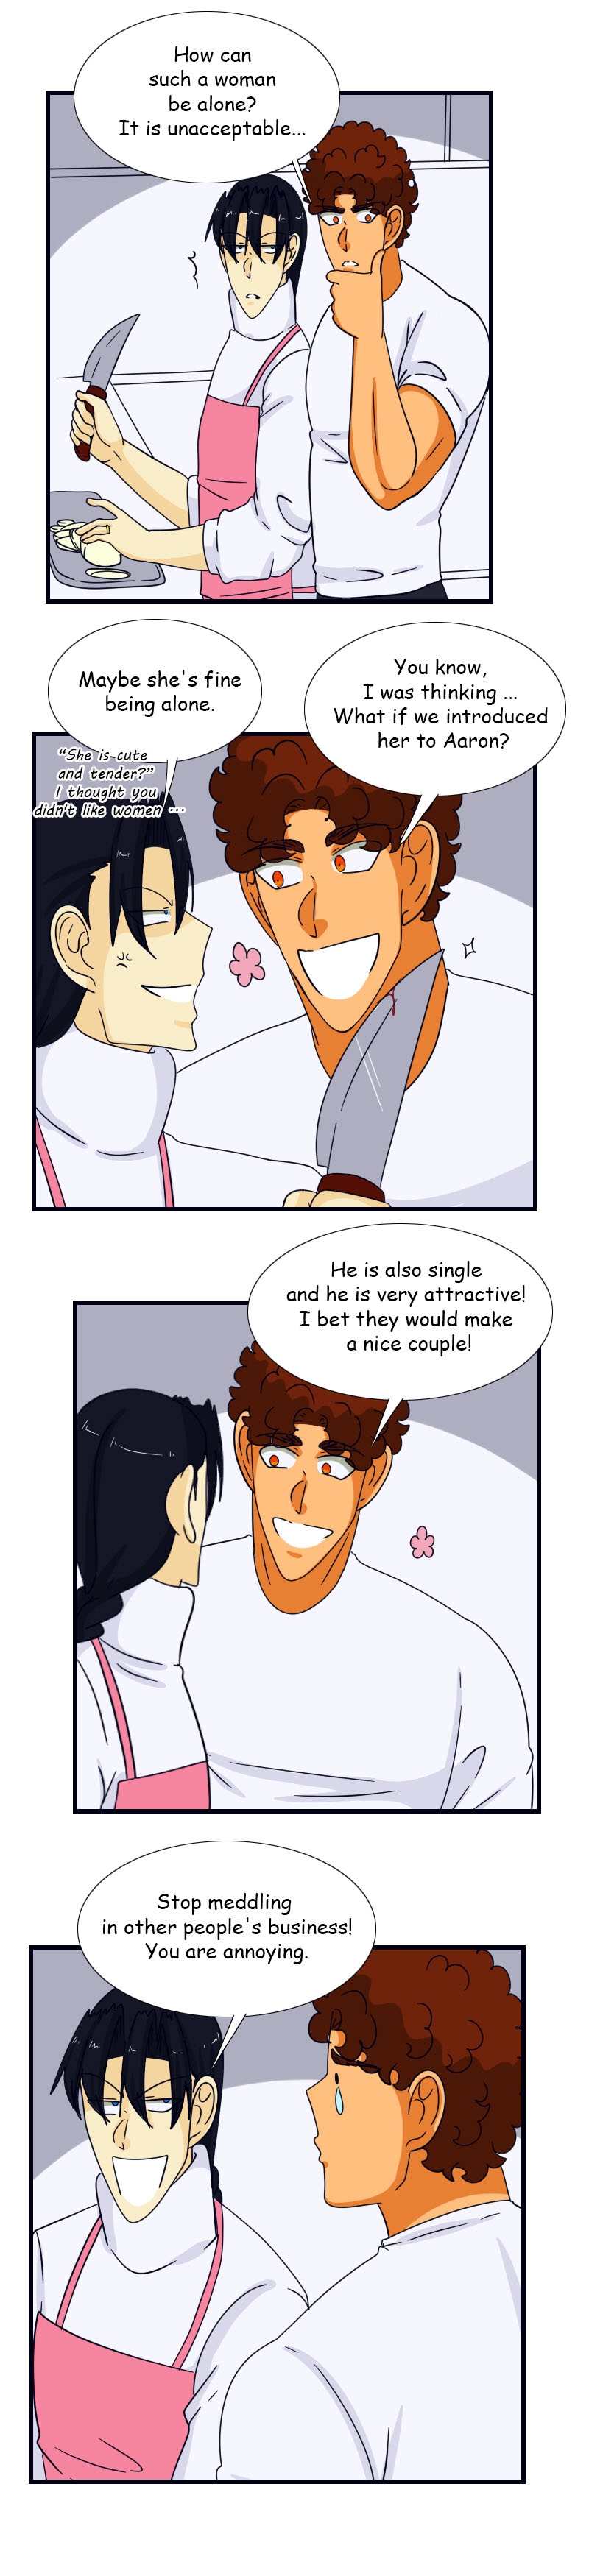 How can
such a woman
be alone?
It is unacceptable...
Maybe she's fine
being alone.
"She is cute
and tender?"
I thought you
didn't like women ...
You know,
I was thinking ...
What if we introduced
her to Aaron?
He is also single
and he is very attractive!
I bet they would make
a nice couple!
Stop meddling
in other people's business!
You are annoying.